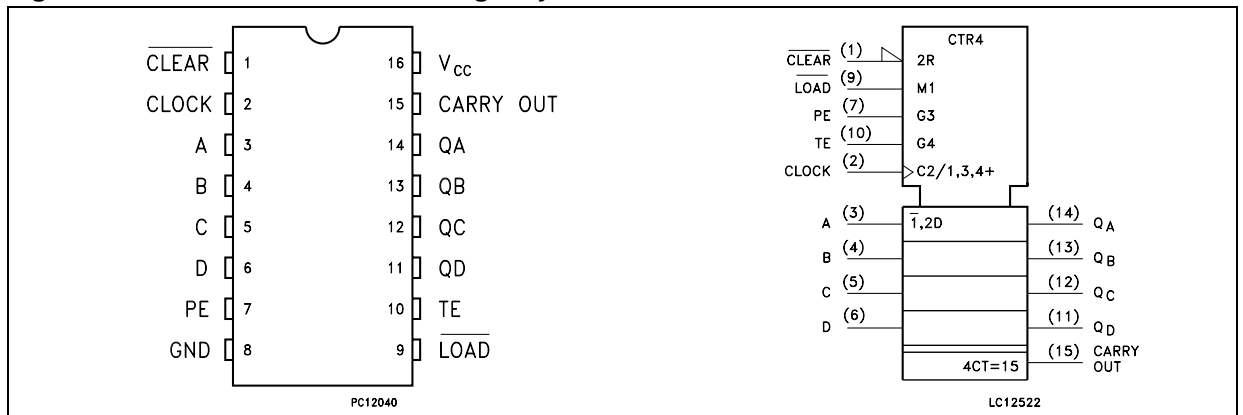 CLEAR 1 16 VCC
CLOCK 2 15 CARRY OUT
A 3 14 QA
B 4 13 QB
C 5 12 QC
D 6 11 QD
PE 7 10 TE
GND 8 9 LOAD
PC12040
CTR4
CLEAR (1) 2R
LOAD (9) M1
PE (7) G3
TE (10) G4
CLOCK (2) C2/1,3,4+
A (3) 1,2D (14) QA
B (4) (13) QB
C (5) (12) QC
D (6) (11) QD
4CT=15 (15) CARRY OUT
LC12522